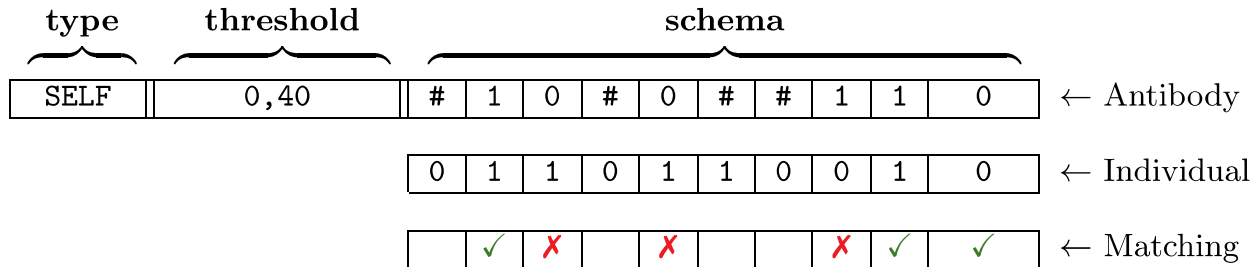 type threshold schema
SELF 0,40 # 1 0 # 0 # # 1 1 0 ← Antibody
0 1 1 0 1 1 0 0 1 0 ← Individual
✓ ✗ ✗ ✗ ✓ ✓ ← Matching